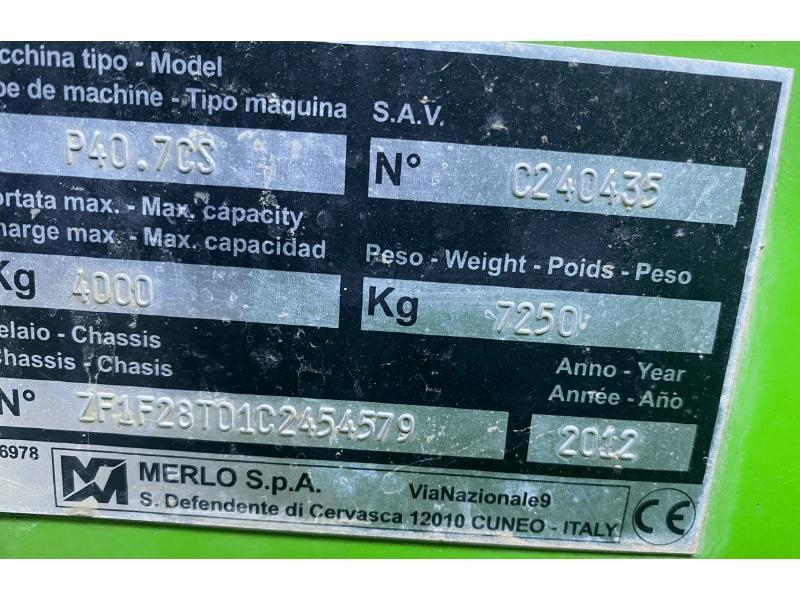 cchina tipo - Model
pe de machine - Tipo maquina
S.A.V.
P40.7CS
N° C240435
ortata max. - Max. capacity
harge max - Max. capacidad
Peso - Weight - Poids - Peso
Kg 4000
Kg 7250
elaio - Chassis
Chassis - Chasis
Anno - Year
Année - Año
N° ZF1F28T01C2454579
2012
6978
MERLO S.p.A. ViaNazionale9
S. Defendente di Cervasca 12010 CUNEO - ITALY
CE